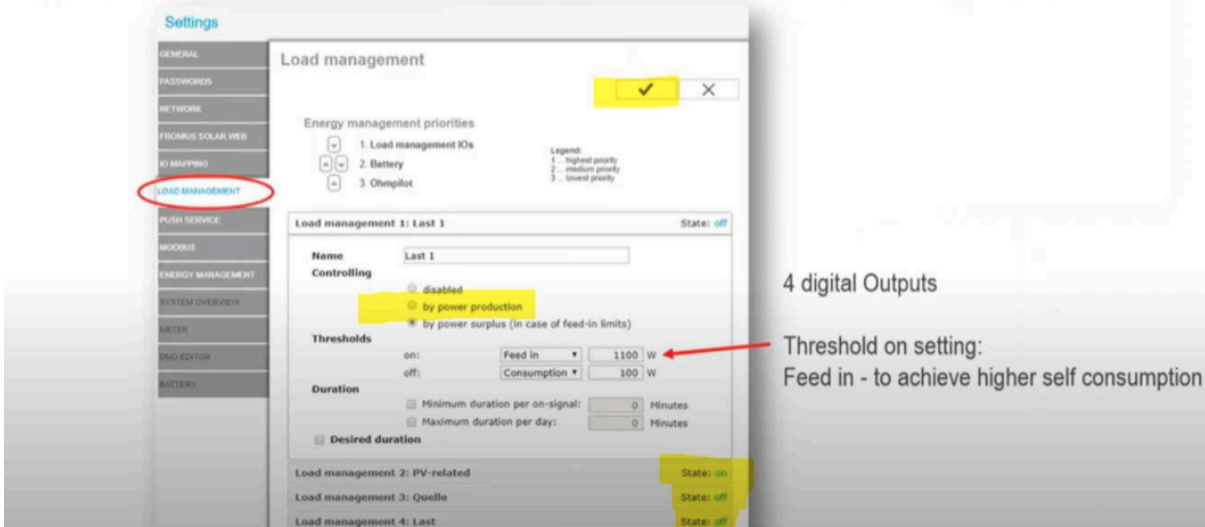 Settings
GENERAL
PASSWORDS
NETWORK
FRONIUS SOLAR.WEB
IO MAPPING
LOAD MANAGEMENT
PUSH SERVICE
MODBUS
ENERGY MANAGEMENT
SYSTEM OVERVIEW
METER
DNO EDITOR
BATTERY
Load management
Energy management priorities
1. Load management IOs
2. Battery
3. Ohmpilot
Legend:
1 ... highest priority
2 ... medium priority
3 ... lowest priority
Load management 1: Last 1 State: off
Name Last 1
Controlling
disabled
by power production
by power surplus (in case of feed-in limits)
Thresholds
on: Feed in 1100 W
off: Consumption 100 W
Duration
Minimum duration per on-signal: 0 Minutes
Maximum duration per day: 0 Minutes
Desired duration
Load management 2: PV-related State: on
Load management 3: Quelle State: off
Load management 4: Last State: off
4 digital Outputs
Threshold on setting:
Feed in - to achieve higher self consumption